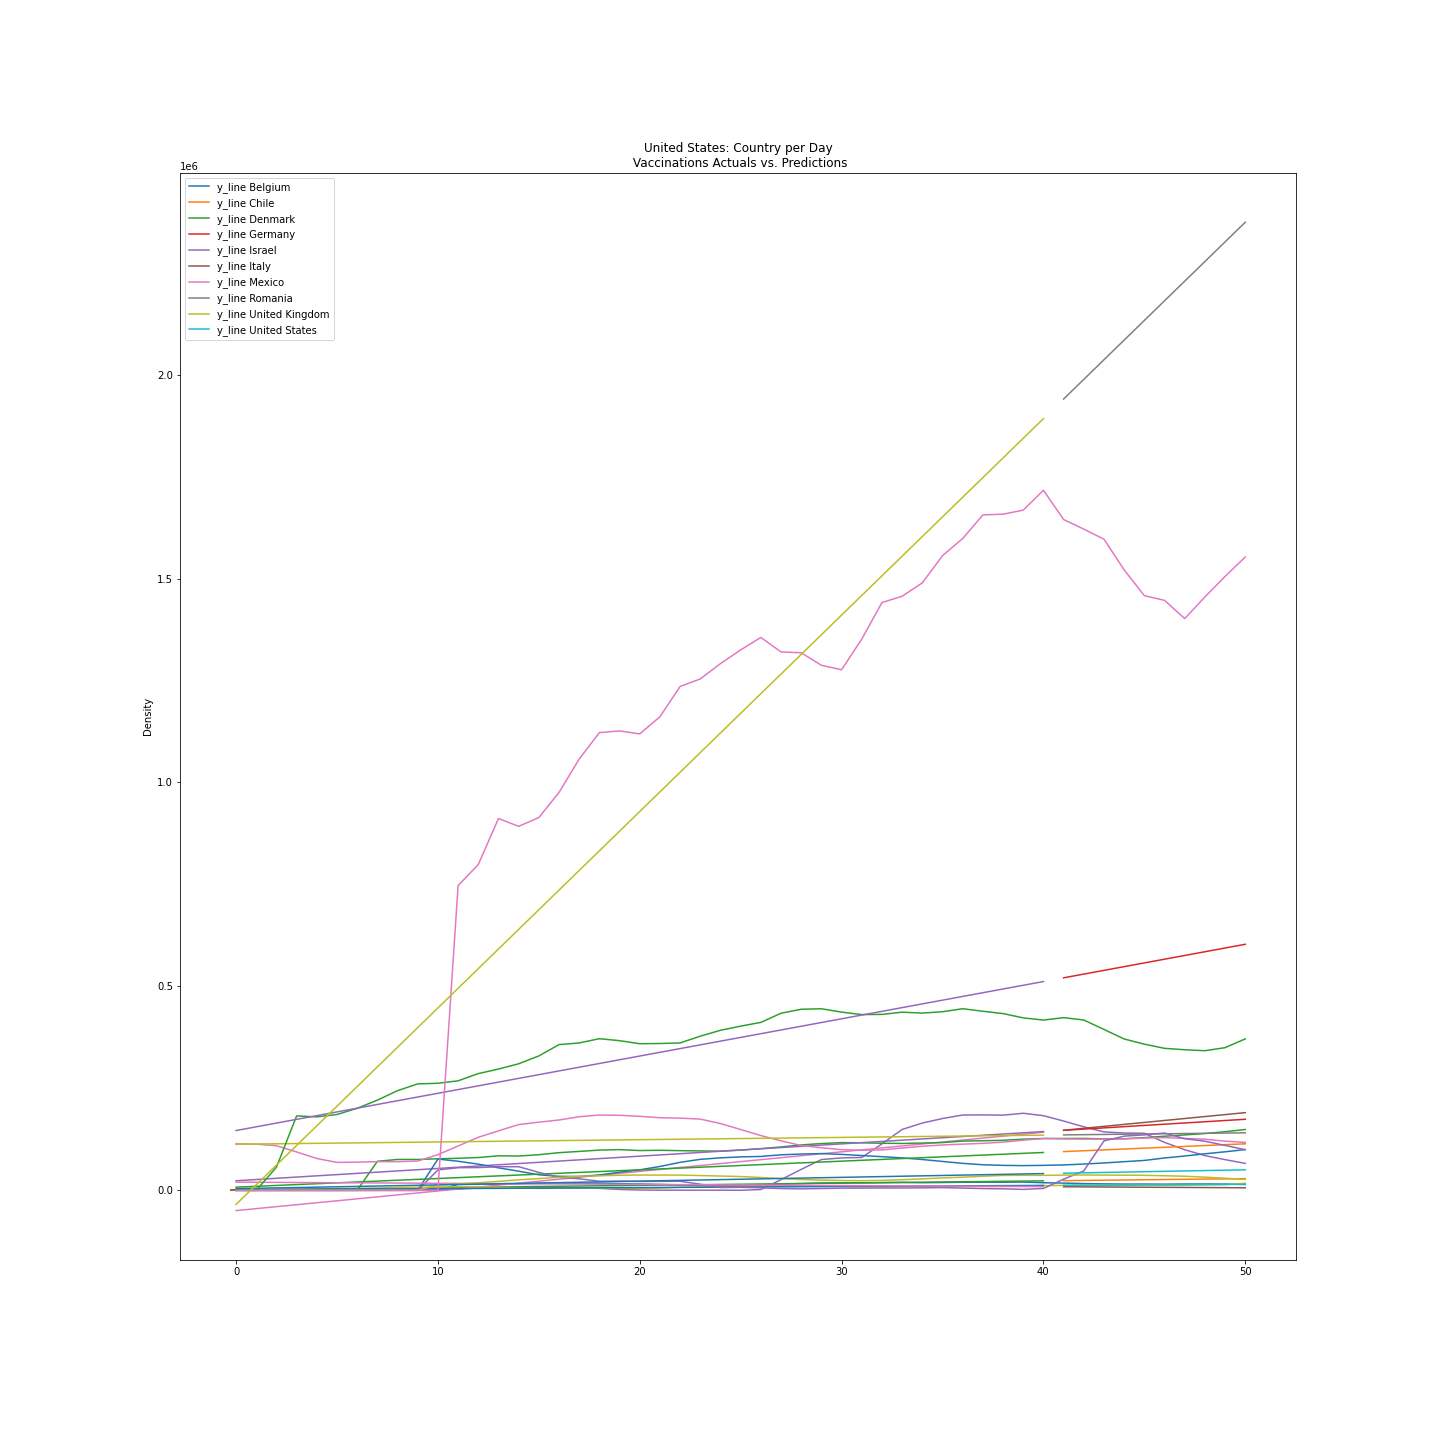 United States: Country per Day
Vaccinations Actuals vs. Predictions
1e6
y_line Belgium
y_line Chile
y_line Denmark
y_line Germany
y_line Israel
y_line Italy
y_line Mexico
y_line Romania
y_line United Kingdom
y_line United States
2.0
1.5
1.0
0.5
0.0
Density
0 10 20 30 40 50